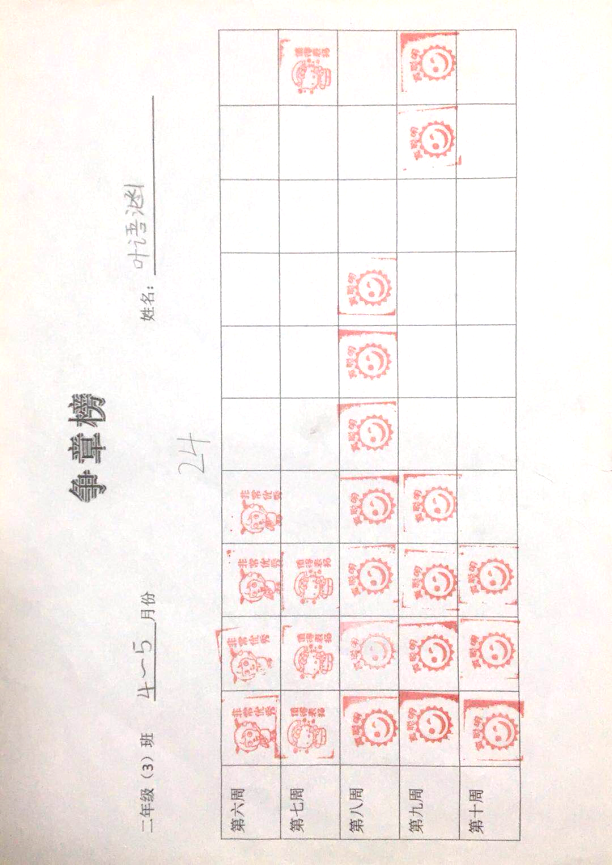 争章榜
二年级（3）班 4-5 月份 姓名：叶语涵
24
第六周 非常优秀 非常优秀 非常优秀 非常优秀
第七周 值得表扬 值得表扬 值得表扬 值得表扬
第八周 真聪明 真聪明 真聪明 真聪明 真聪明 真聪明 真聪明
第九周 真聪明 真聪明 真聪明 真聪明 真聪明 真聪明
第十周 真聪明 真聪明 真聪明